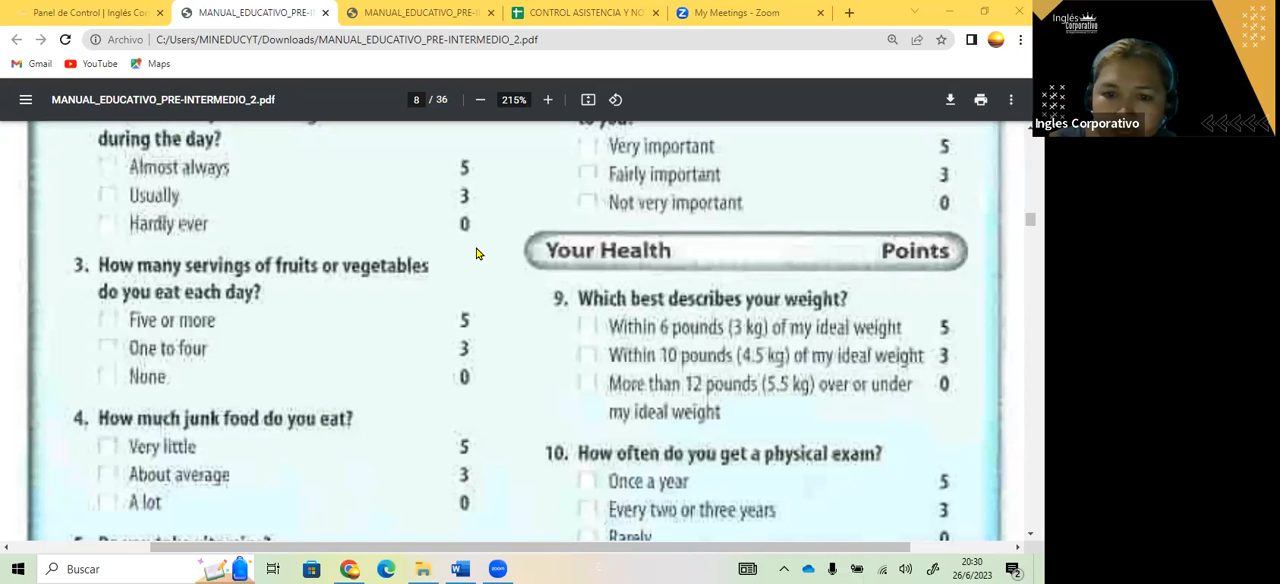 Panel de Control | Inglés Co
MANUAL_EDUCATIVO_PRE-I
MANUAL_EDUCATIVO_PRE-I
CONTROL ASISTENCIA Y NO
My Meetings - Zoom
Archivo
C:/Users/MINEDUCYT/Downloads/MANUAL_EDUCATIVO_PRE-INTERMEDIO_2.pdf
Gmail
YouTube
Maps
MANUAL_EDUCATIVO_PRE-INTERMEDIO_2.pdf
8 / 36
215%
during the day?
Almost always 5
Usually 3
Hardly ever 0
3. How many servings of fruits or vegetables
do you eat each day?
Five or more 5
One to four 3
None 0
4. How much junk food do you eat?
Very little 5
About average 3
A lot 0
to you?
Very important 5
Fairly important 3
Not very important 0
Your Health Points
9. Which best describes your weight?
Within 6 pounds (3 kg) of my ideal weight 5
Within 10 pounds (4.5 kg) of my ideal weight 3
More than 12 pounds (5.5 kg) over or under 0
my ideal weight
10. How often do you get a physical exam?
Once a year 5
Every two or three years 3
Rarely 0
Inglés
Corporativo
Ingles Corporativo
Buscar
20:30
26/6/2023
2